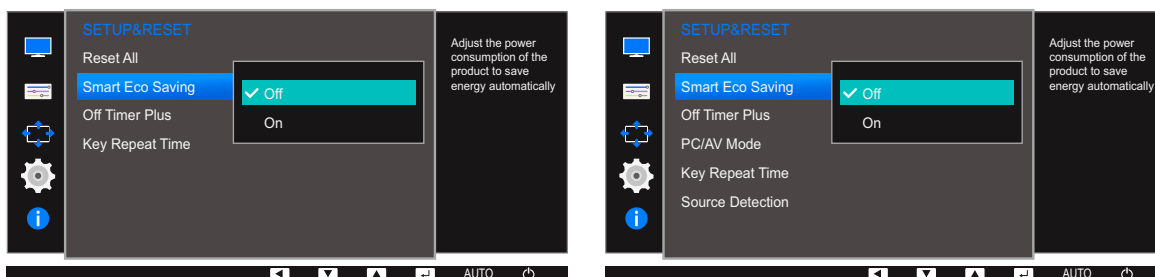 SETUP&RESET
Reset All
Smart Eco Saving
Off Timer Plus
Key Repeat Time
Off
On
Adjust the power
consumption of the
product to save
energy automatically
AUTO
SETUP&RESET
Reset All
Smart Eco Saving
Off Timer Plus
PC/AV Mode
Key Repeat Time
Source Detection
Off
On
Adjust the power
consumption of the
product to save
energy automatically
AUTO